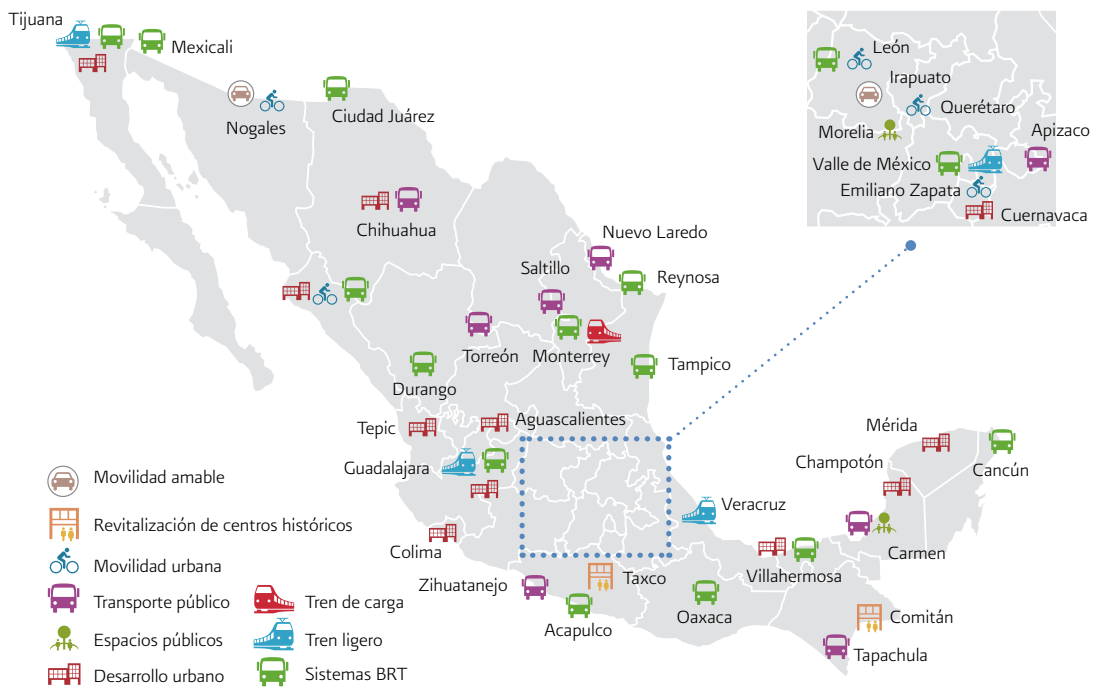 Tijuana
Mexicali
Nogales
Ciudad Juárez
Chihuahua
Nuevo Laredo
Saltillo
Reynosa
Torreón
Monterrey
Tampico
Durango
Tepic
Aguascalientes
Guadalajara
Colima
Zihuatanejo
Taxco
Acapulco
Oaxaca
Veracruz
Villahermosa
Mérida
Cancún
Champotón
Carmen
Comitán
Tapachula
León
Irapuato
Querétaro
Morelia
Apizaco
Valle de México
Emiliano Zapata
Cuernavaca
Movilidad amable
Revitalización de centros históricos
Movilidad urbana
Transporte público
Espacios públicos
Desarrollo urbano
Tren de carga
Tren ligero
Sistemas BRT